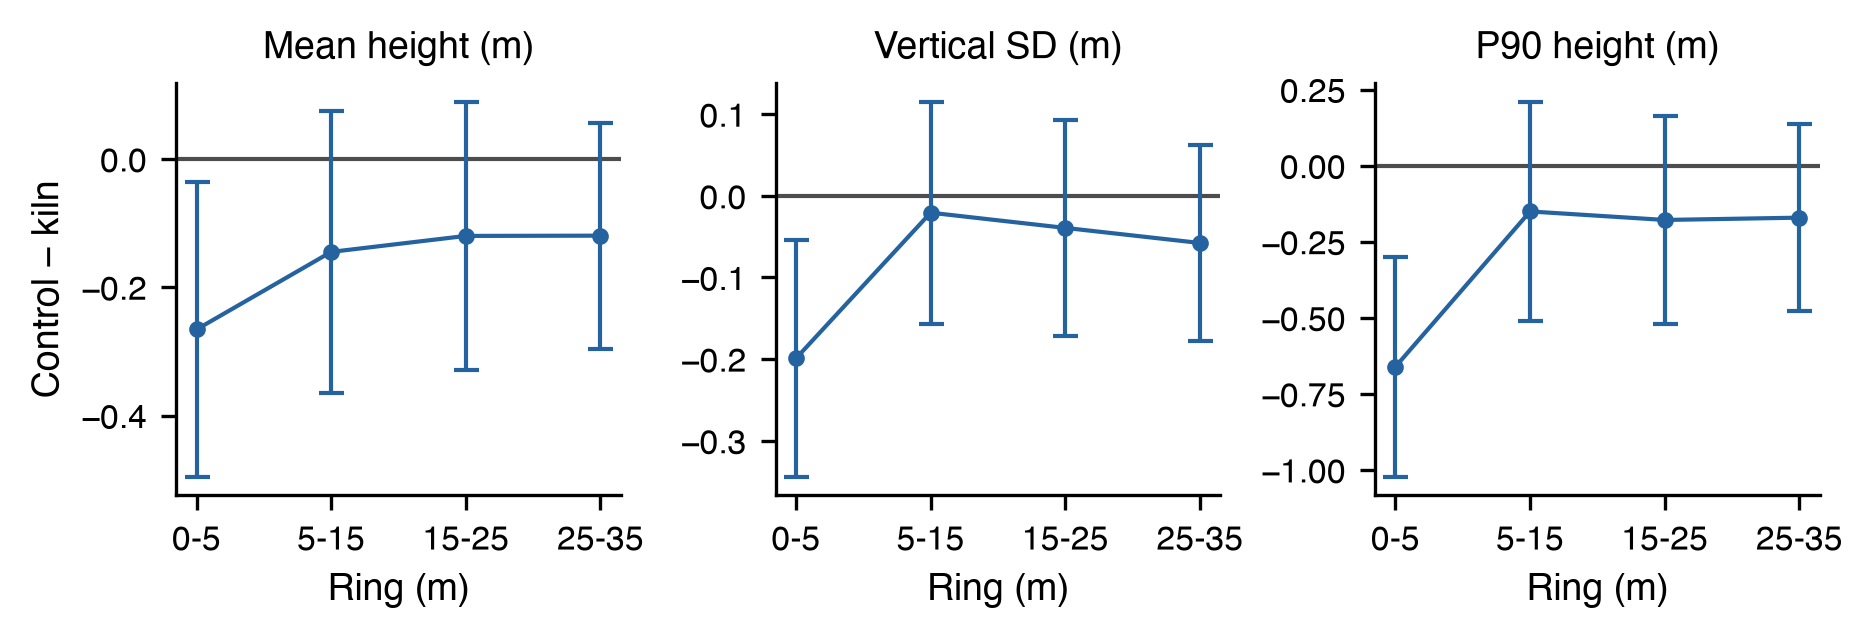 Mean height (m)
Control – kiln
0.0
−0.2
−0.4
0-5 5-15 15-25 25-35
Ring (m)
Vertical SD (m)
0.1
0.0
−0.1
−0.2
−0.3
0-5 5-15 15-25 25-35
Ring (m)
P90 height (m)
0.25
0.00
−0.25
−0.50
−0.75
−1.00
0-5 5-15 15-25 25-35
Ring (m)